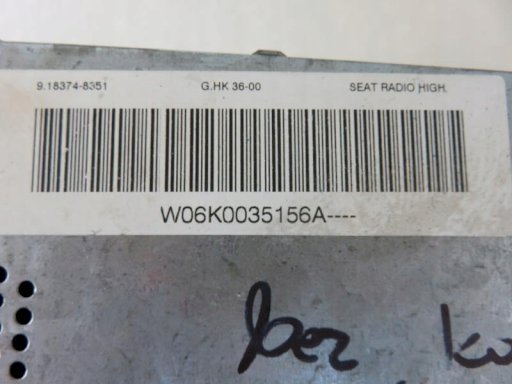 9.18374-8351 G.HK 36-00 SEAT RADIO HIGH.
W06K0035156A----
bez